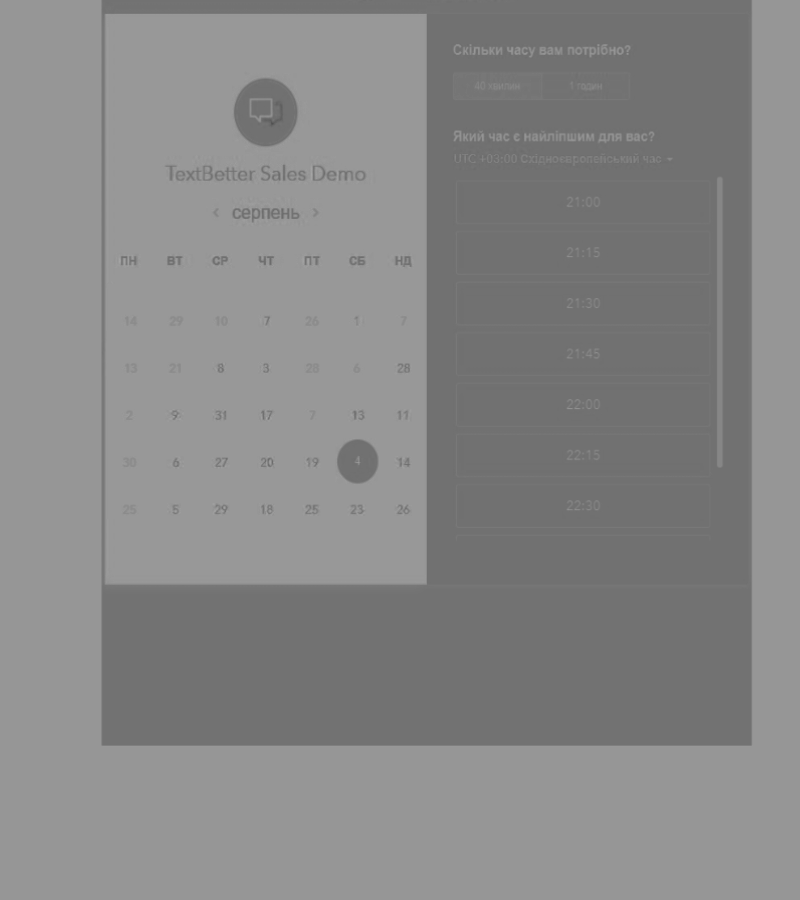 TextBetter Sales Demo
‹ серпень ›
ПН ВТ СР ЧТ ПТ СБ НД
14 29 10 7 26 1 7
13 21 8 3 28 6 28
2 9 31 17 7 13 11
30 6 27 20 19 4 14
25 5 29 18 25 23 26
Скільки часу вам потрібно?
40 хвилин 1 годин
Який час є найліпшим для вас?
UTC +03:00 Східноєвропейський час
21:00
21:15
21:30
21:45
22:00
22:15
22:30